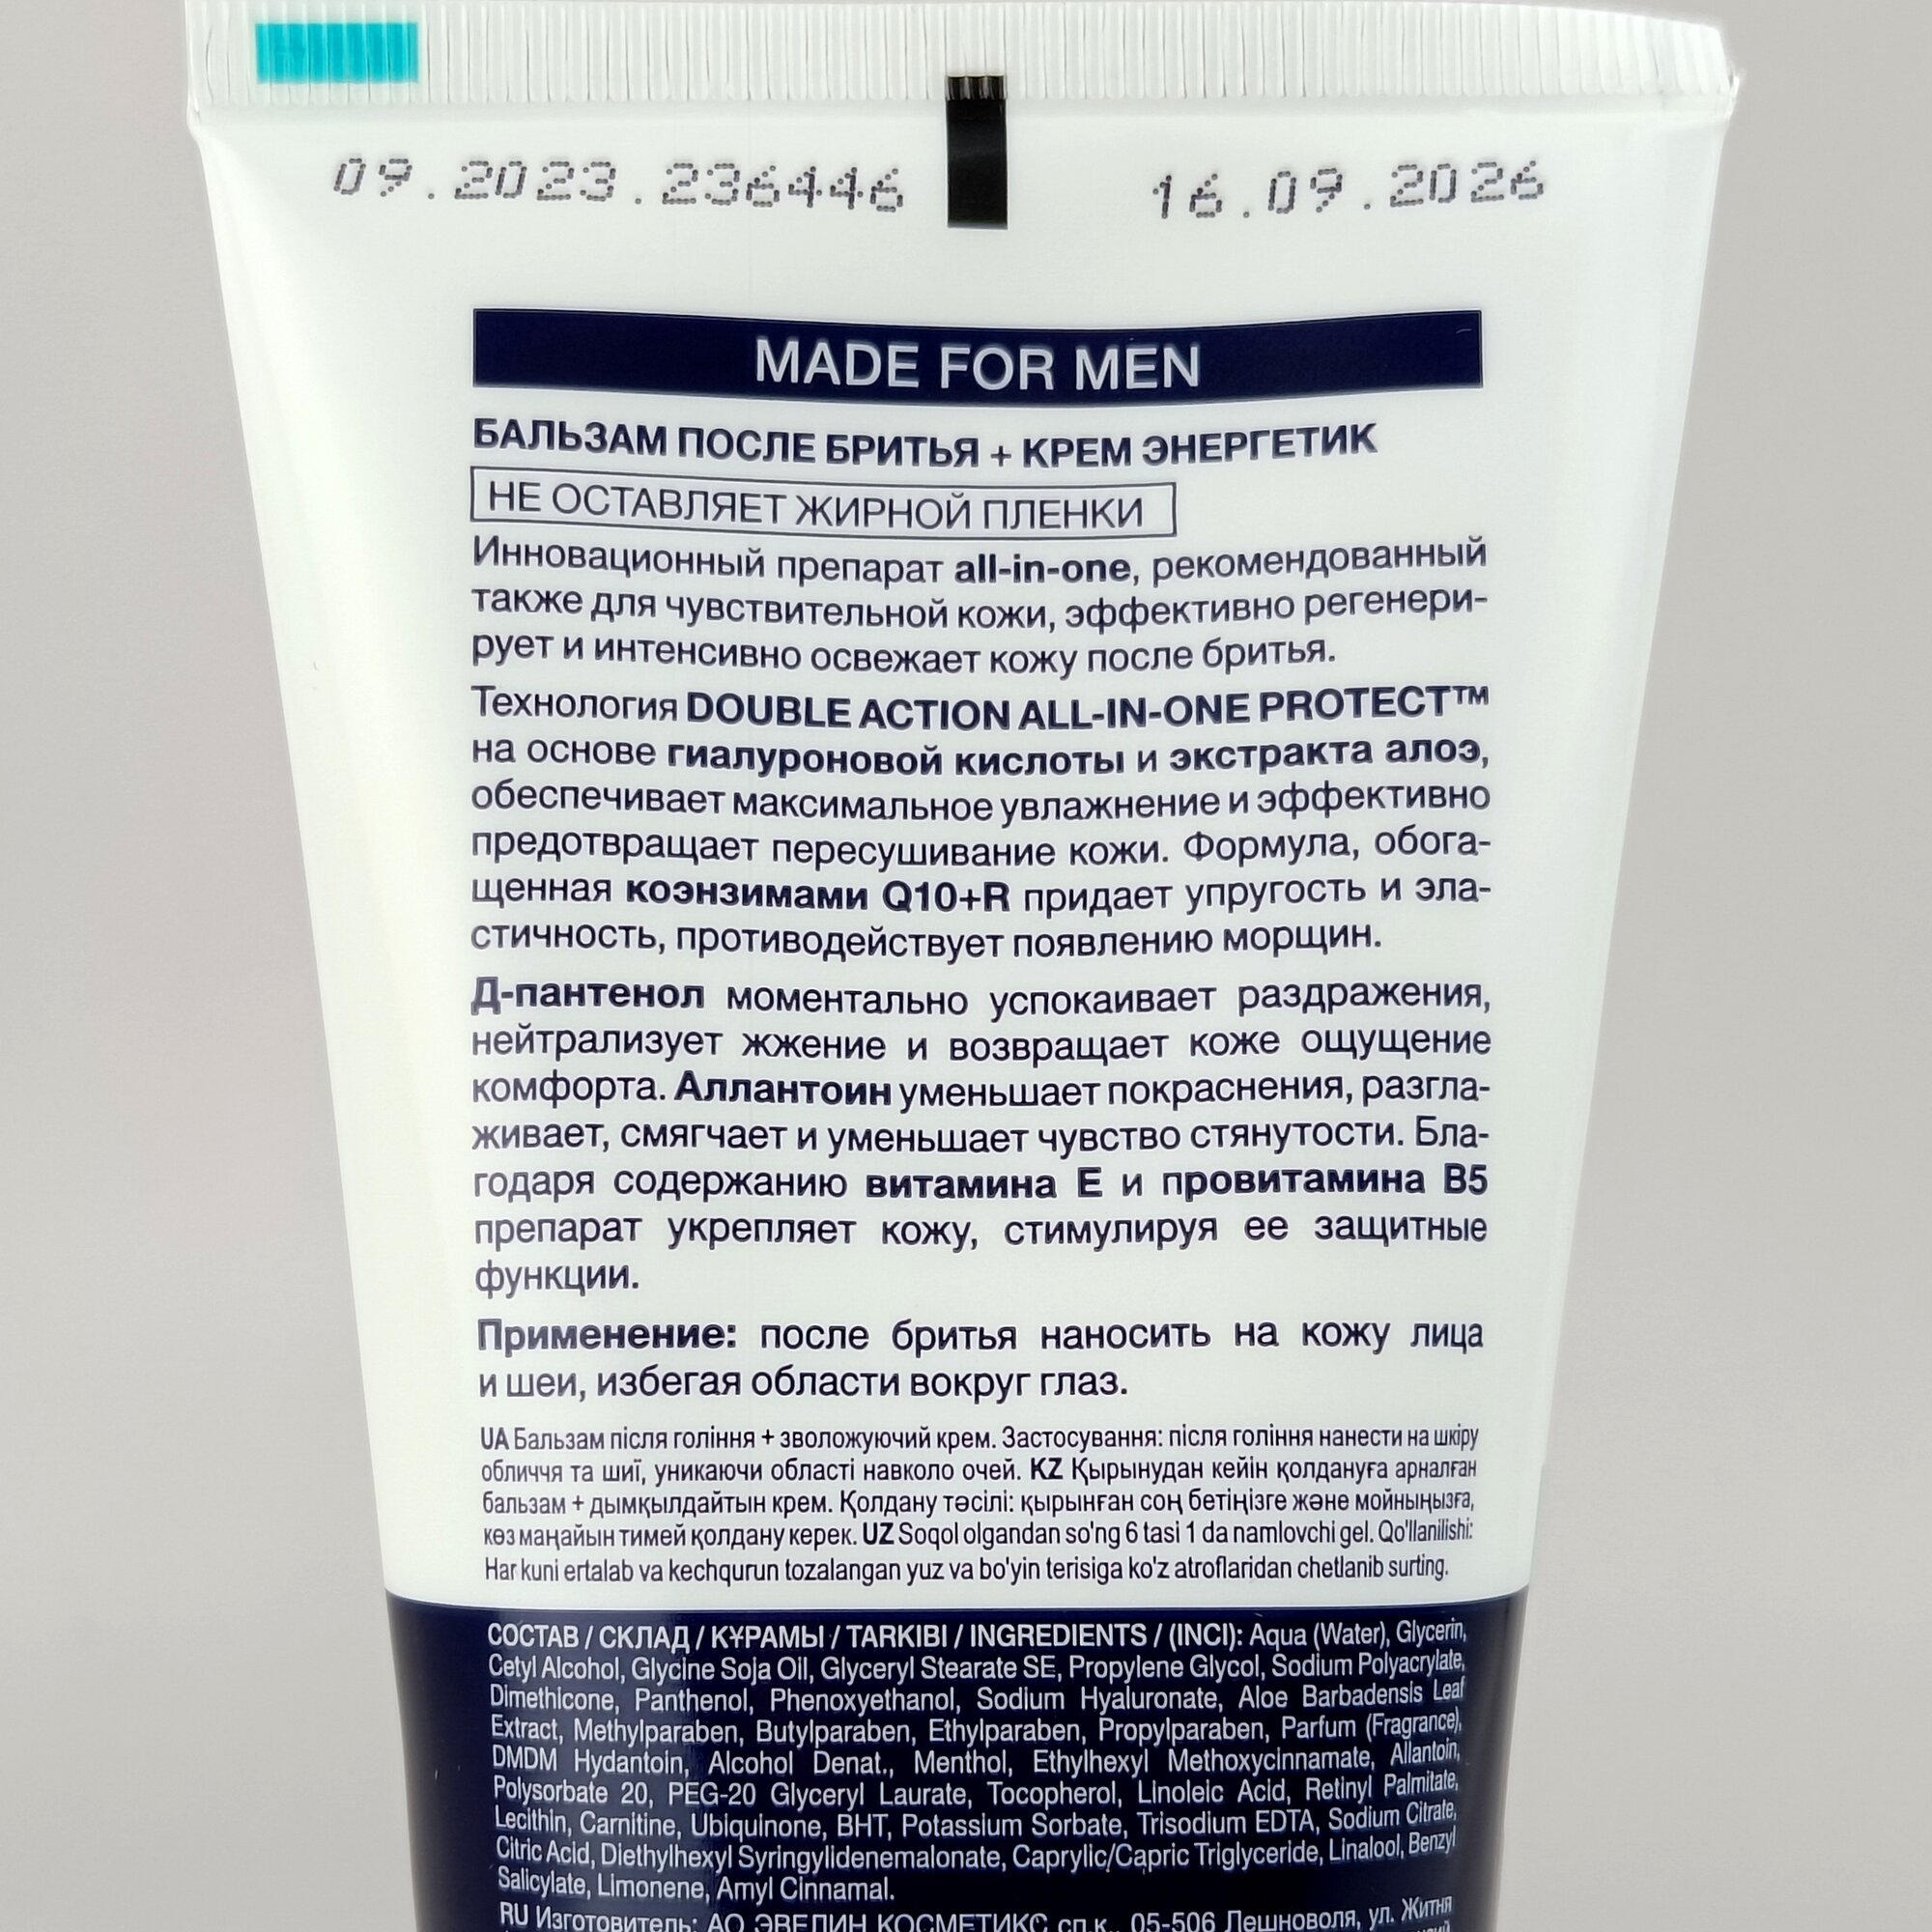 09.2023.236446 16.09.2026
MADE FOR MEN
БАЛЬЗАМ ПОСЛЕ БРИТЬЯ + КРЕМ ЭНЕРГЕТИК
НЕ ОСТАВЛЯЕТ ЖИРНОЙ ПЛЕНКИ
Инновационный препарат all-in-one, рекомендованный
также для чувствительной кожи, эффективно регенери-
рует и интенсивно освежает кожу после бритья.
Технология DOUBLE ACTION ALL-IN-ONE PROTECT™
на основе гиалуроновой кислоты и экстракта алоэ,
обеспечивает максимальное увлажнение и эффективно
предотвращает пересушивание кожи. Формула, обога-
щенная коэнзимами Q10+R придает упругость и эла-
стичность, противодействует появлению морщин.
Д-пантенол моментально успокаивает раздражения,
нейтрализует жжение и возвращает коже ощущение
комфорта. Аллантоин уменьшает покраснения, разгла-
живает, смягчает и уменьшает чувство стянутости. Бла-
годаря содержанию витамина Е и провитамина В5
препарат укрепляет кожу, стимулируя ее защитные
функции.
Применение: после бритья наносить на кожу лица
и шеи, избегая области вокруг глаз.
UA Бальзам після гоління + зволожуючий крем. Застосування: після гоління нанести на шкіру
обличчя та шиї, уникаючи області навколо очей. KZ Қырынудан кейін қолдануға арналған
бальзам + дымқылдайтын крем. Қолдану тәсілі: қырынған соң бетіңізге және мойныңызға,
көз маңайын тимей қолдану керек. UZ Soqol olgandan so'ng 6 tasi 1 da namlovchi gel. Qo'llanilishi:
Har kuni ertalab va kechqurun tozalangan yuz va bo'yin terisiga ko'z atroflaridan chetlanib surting.
СОСТАВ / СКЛАД / ҚҰРАМЫ / TARKIBI / INGREDIENTS / (INCI): Aqua (Water), Glycerin,
Cetyl Alcohol, Glycine Soja Oil, Glyceryl Stearate SE, Propylene Glycol, Sodium Polyacrylate,
Dimethicone, Panthenol, Phenoxyethanol, Sodium Hyaluronate, Aloe Barbadensis Leaf
Extract, Methylparaben, Butylparaben, Ethylparaben, Propylparaben, Parfum (Fragrance),
DMDM Hydantoin, Alcohol Denat., Menthol, Ethylhexyl Methoxycinnamate, Allantoin,
Polysorbate 20, PEG-20 Glyceryl Laurate, Tocopherol, Linoleic Acid, Retinyl Palmitate,
Lecithin, Carnitine, Ubiquinone, BHT, Potassium Sorbate, Trisodium EDTA, Sodium Citrate,
Citric Acid, Diethylhexyl Syringylidenemalonate, Caprylic/Capric Triglyceride, Linalool, Benzyl
Salicylate, Limonene, Amyl Cinnamal.
RU Изготовитель: АО ЭВЕЛИН КОСМЕТИКС сп.к., 05-506 Лешноволя, ул. Житня